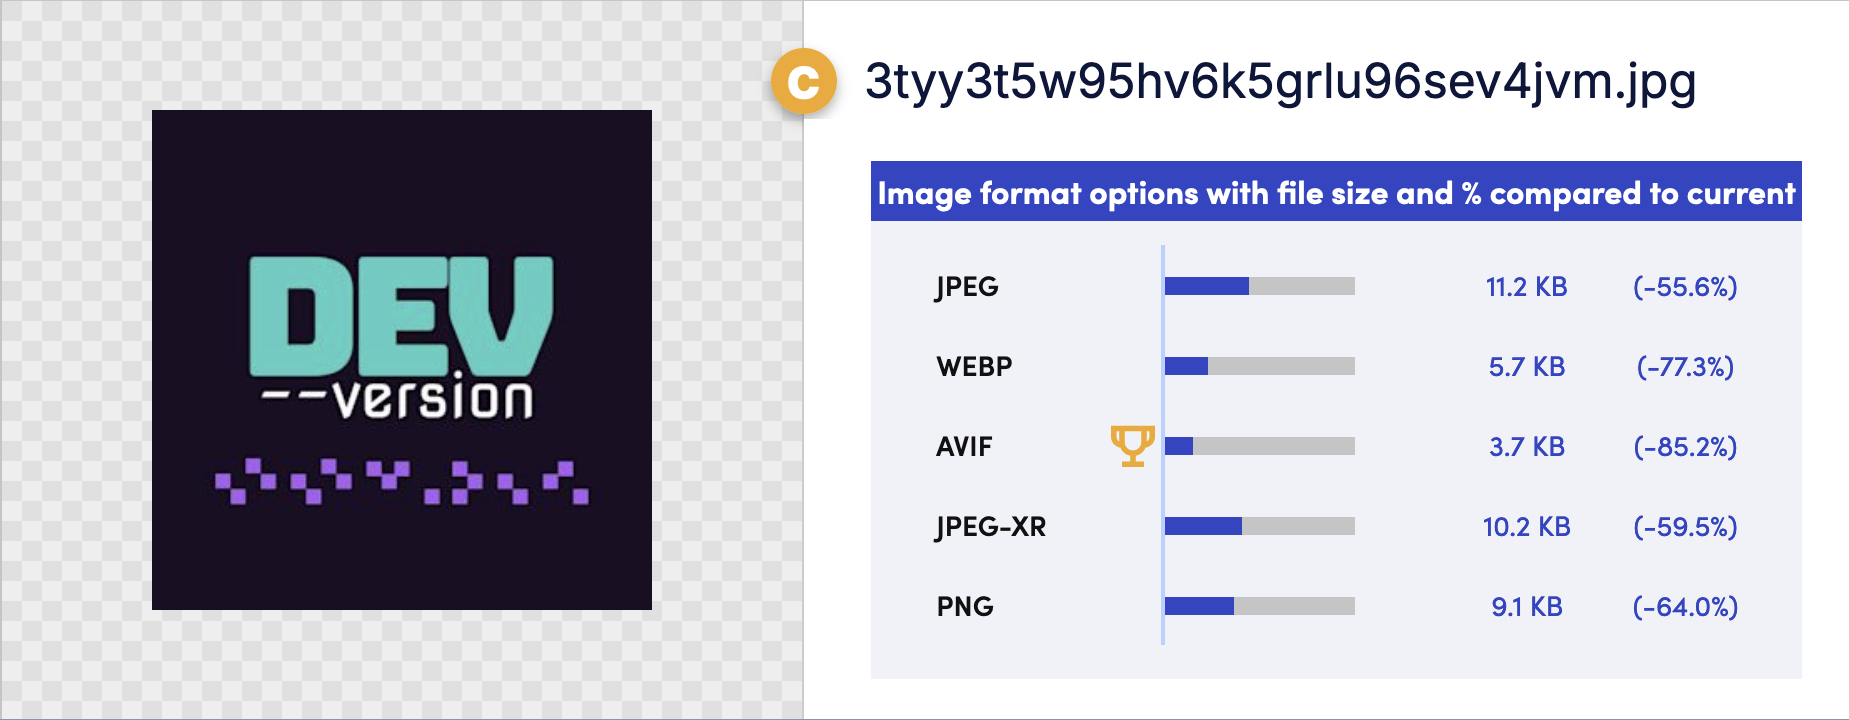 DEV
--version
C
3tyy3t5w95hv6k5grlu96sev4jvm.jpg
Image format options with file size and % compared to current
JPEG 11.2 KB (-55.6%)
WEBP 5.7 KB (-77.3%)
AVIF 3.7 KB (-85.2%)
JPEG-XR 10.2 KB (-59.5%)
PNG 9.1 KB (-64.0%)